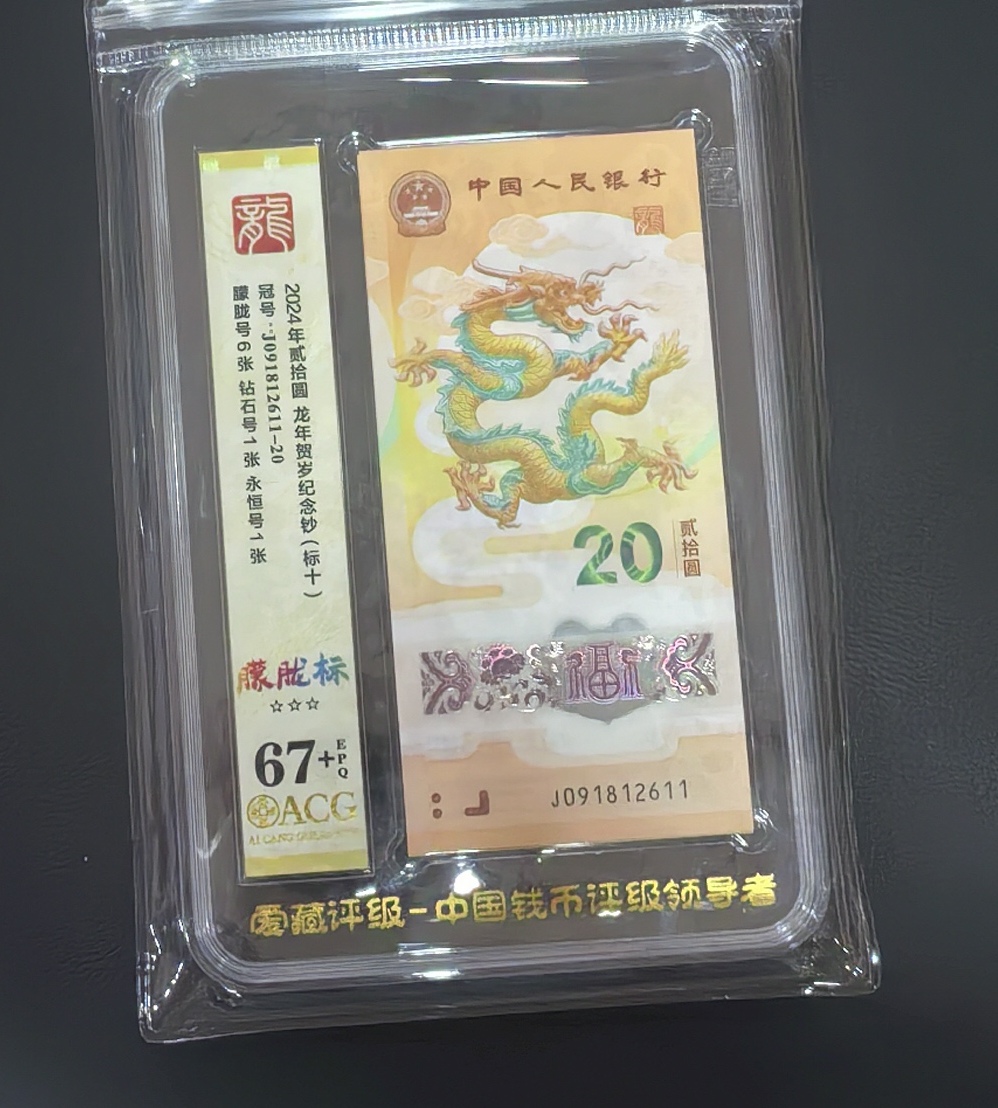 龍
2024年贰拾圆 龙年贺岁纪念钞(标十)
冠号：J091812611-20
朦胧号6张 钻石号1张 永恒号1张
朦胧标
☆☆☆
67+EPQ
ACG
中国人民银行
龍
20
贰拾圆
福
J091812611
爱藏评级-中国钱币评级领导者